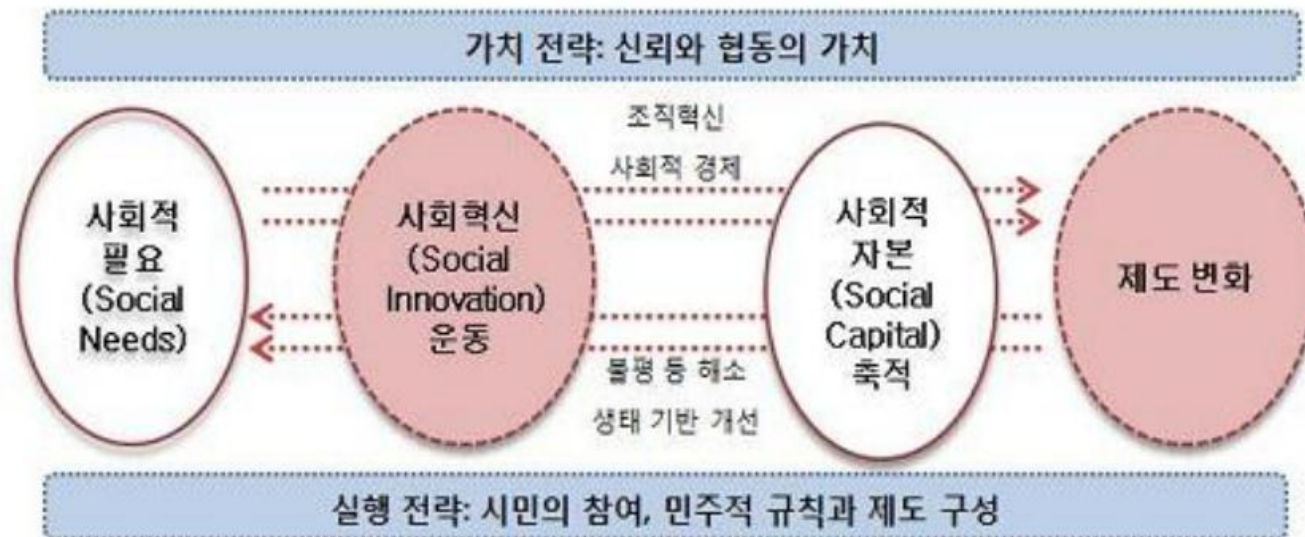 가치 전략: 신뢰와 협동의 가치
조직혁신
사회적 경제
사회적
필요
(Social
Needs)
사회혁신
(Social
Innovation)
운동
사회적
자본
(Social
Capital)
축적
제도 변화
불평 등 해소
생태 기반 개선
실행 전략: 시민의 참여, 민주적 규칙과 제도 구성